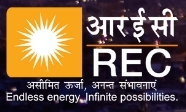 आर ई सी
REC
असीमित ऊर्जा, अनन्त संभावनाएं
Endless energy. Infinite possibilities.